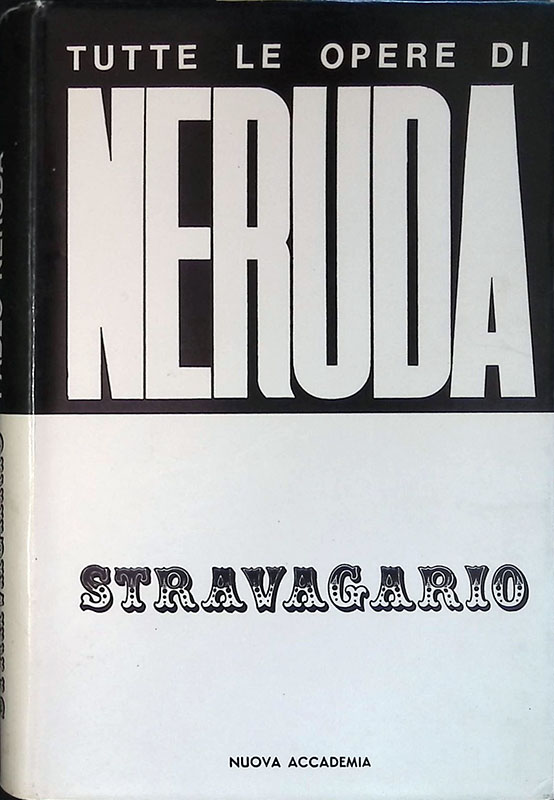 TUTTE LE OPERE DI
NERUDA
STRAVAGARIO
NUOVA ACCADEMIA